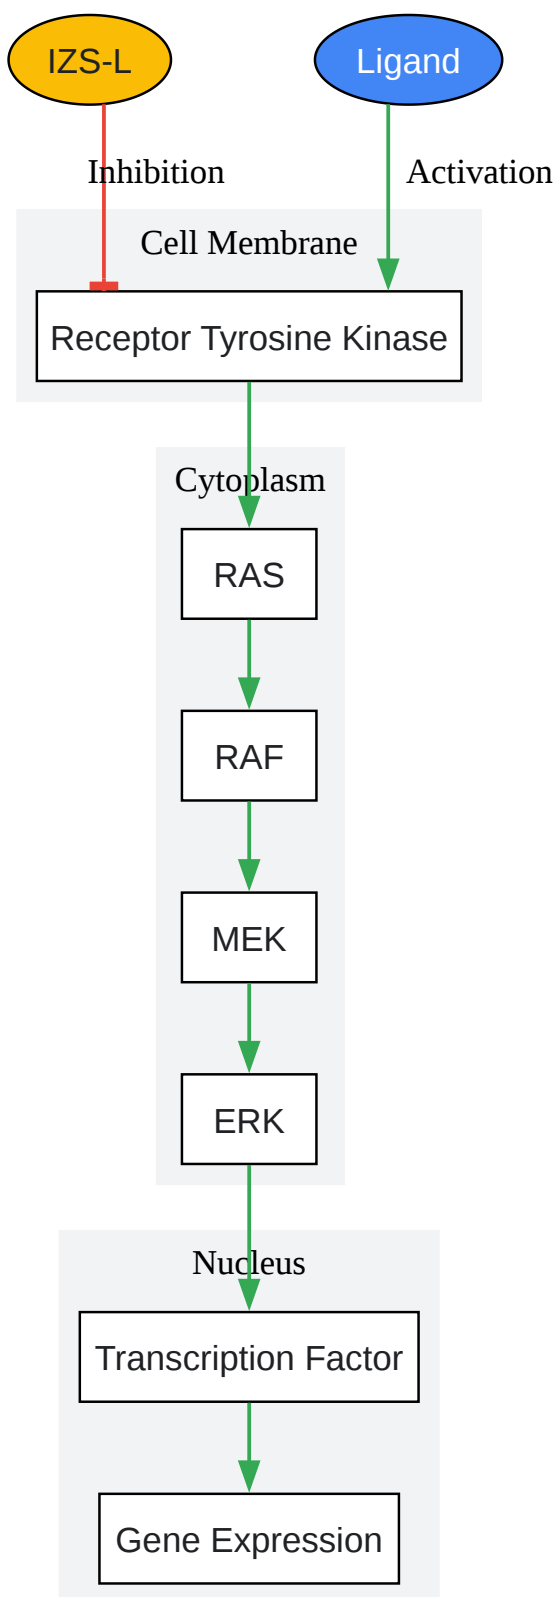 IZS-L
Ligand
Inhibition
Activation
Cell Membrane
Receptor Tyrosine Kinase
Cytoplasm
RAS
RAF
MEK
ERK
Nucleus
Transcription Factor
Gene Expression